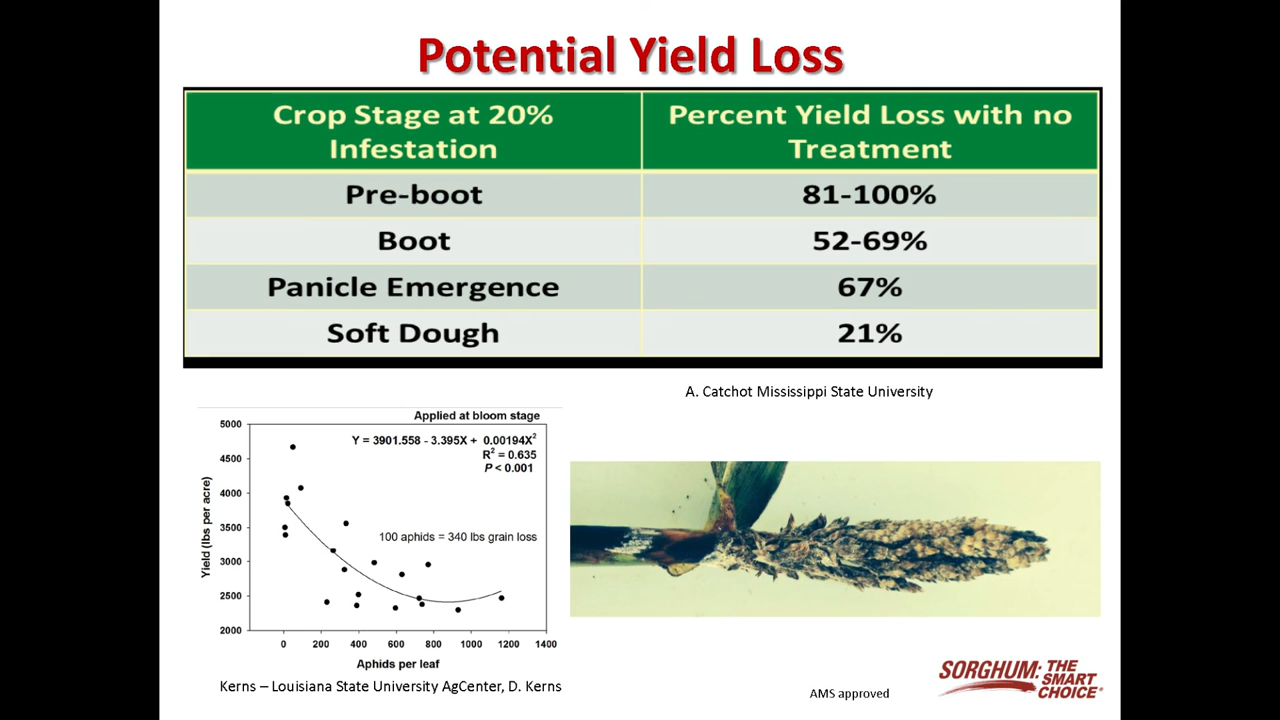 Potential Yield Loss
Crop Stage at 20% Infestation
Percent Yield Loss with no Treatment
Pre-boot
81-100%
Boot
52-69%
Panicle Emergence
67%
Soft Dough
21%
A. Catchot Mississippi State University
Applied at bloom stage
Y = 3901.558 - 3.395X + 0.00194X²
R² = 0.635
P < 0.001
100 aphids = 340 lbs grain loss
Yield (lbs per acre)
5000
4500
4000
3500
3000
2500
2000
0 200 400 600 800 1000 1200 1400
Aphids per leaf
Kerns – Louisiana State University AgCenter, D. Kerns
AMS approved
SORGHUM: THE
SMART
CHOICE®